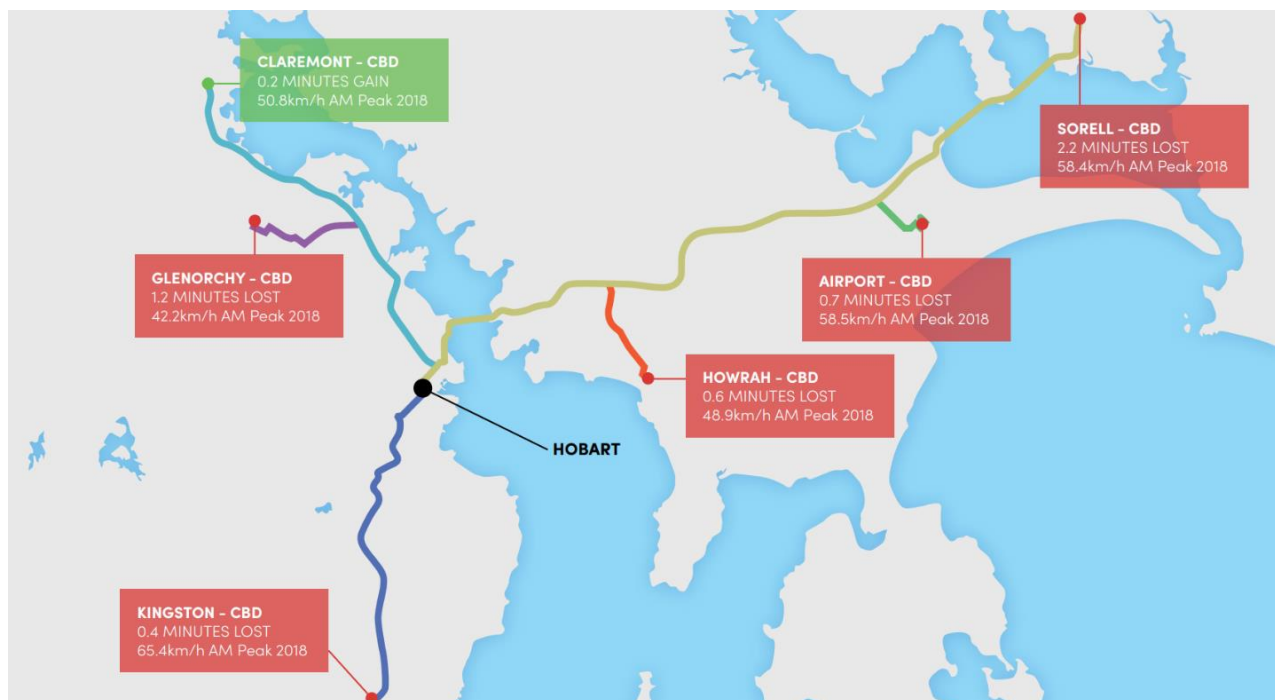 CLAREMONT - CBD
0.2 MINUTES GAIN
50.8km/h AM Peak 2018
SORELL - CBD
2.2 MINUTES LOST
58.4km/h AM Peak 2018
GLENORCHY - CBD
1.2 MINUTES LOST
42.2km/h AM Peak 2018
AIRPORT - CBD
0.7 MINUTES LOST
58.5km/h AM Peak 2018
HOWRAH - CBD
0.6 MINUTES LOST
48.9km/h AM Peak 2018
HOBART
KINGSTON - CBD
0.4 MINUTES LOST
65.4km/h AM Peak 2018